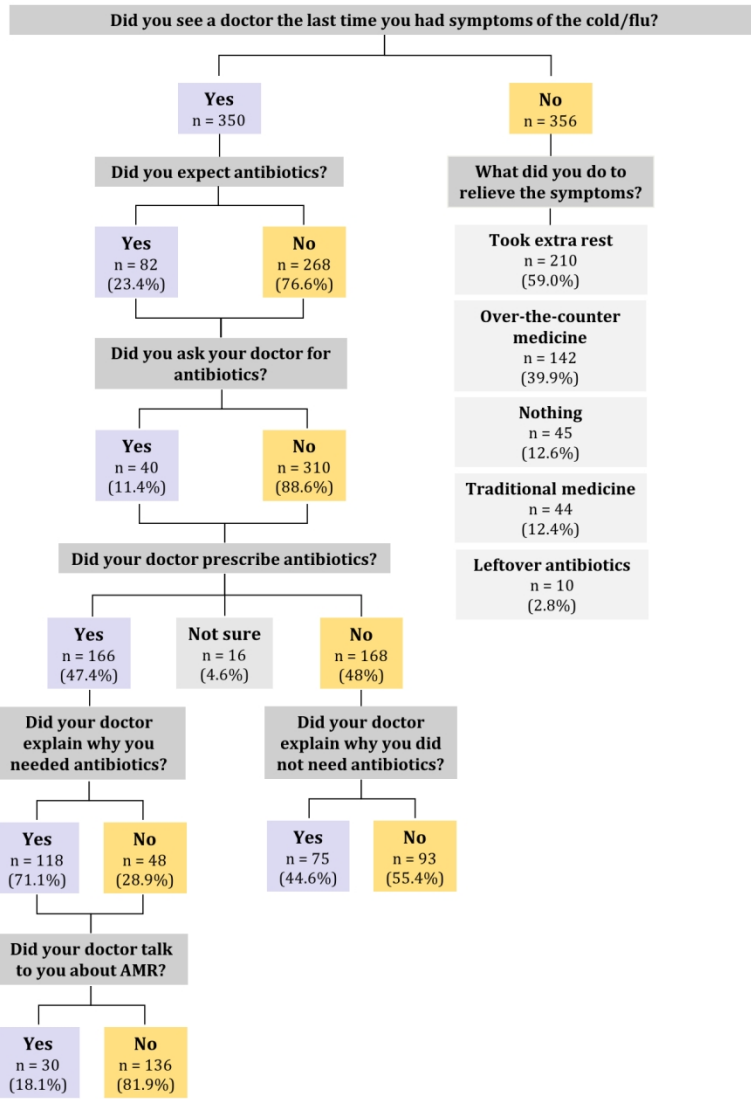 Did you see a doctor the last time you had symptoms of the cold/flu?
Yes
n = 350
No
n = 356
Did you expect antibiotics?
Yes
n = 82
(23.4%)
No
n = 268
(76.6%)
Did you ask your doctor for
antibiotics?
Yes
n = 40
(11.4%)
No
n = 310
(88.6%)
Did your doctor prescribe antibiotics?
Yes
n = 166
(47.4%)
Not sure
n = 16
(4.6%)
No
n = 168
(48%)
Did your doctor
explain why you
needed antibiotics?
Yes
n = 118
(71.1%)
No
n = 48
(28.9%)
Did your doctor talk
to you about AMR?
Yes
n = 30
(18.1%)
No
n = 136
(81.9%)
Did your doctor
explain why you did
not need antibiotics?
Yes
n = 75
(44.6%)
No
n = 93
(55.4%)
What did you do to
relieve the symptoms?
Took extra rest
n = 210
(59.0%)
Over-the-counter
medicine
n = 142
(39.9%)
Nothing
n = 45
(12.6%)
Traditional medicine
n = 44
(12.4%)
Leftover antibiotics
n = 10
(2.8%)